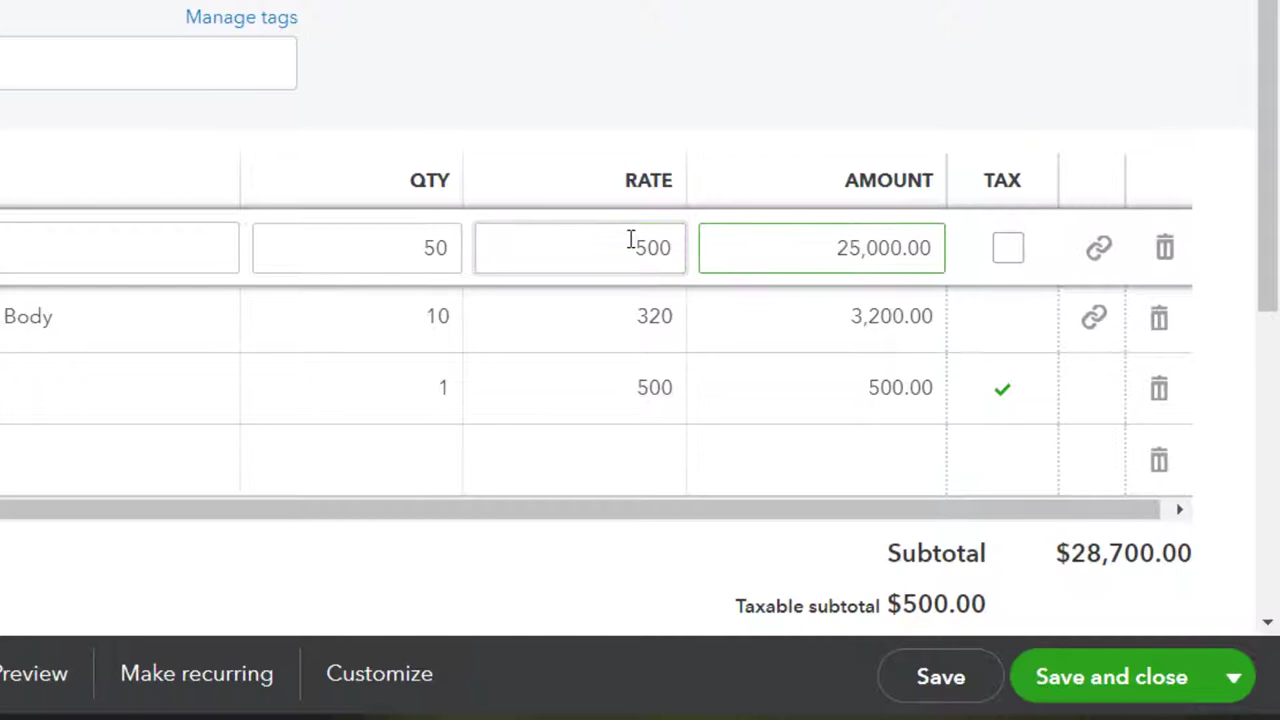 Manage tags
QTY RATE AMOUNT TAX
50 500 25,000.00
Body 10 320 3,200.00
1 500 500.00
Subtotal $28,700.00
Taxable subtotal $500.00
Preview Make recurring Customize Save Save and close